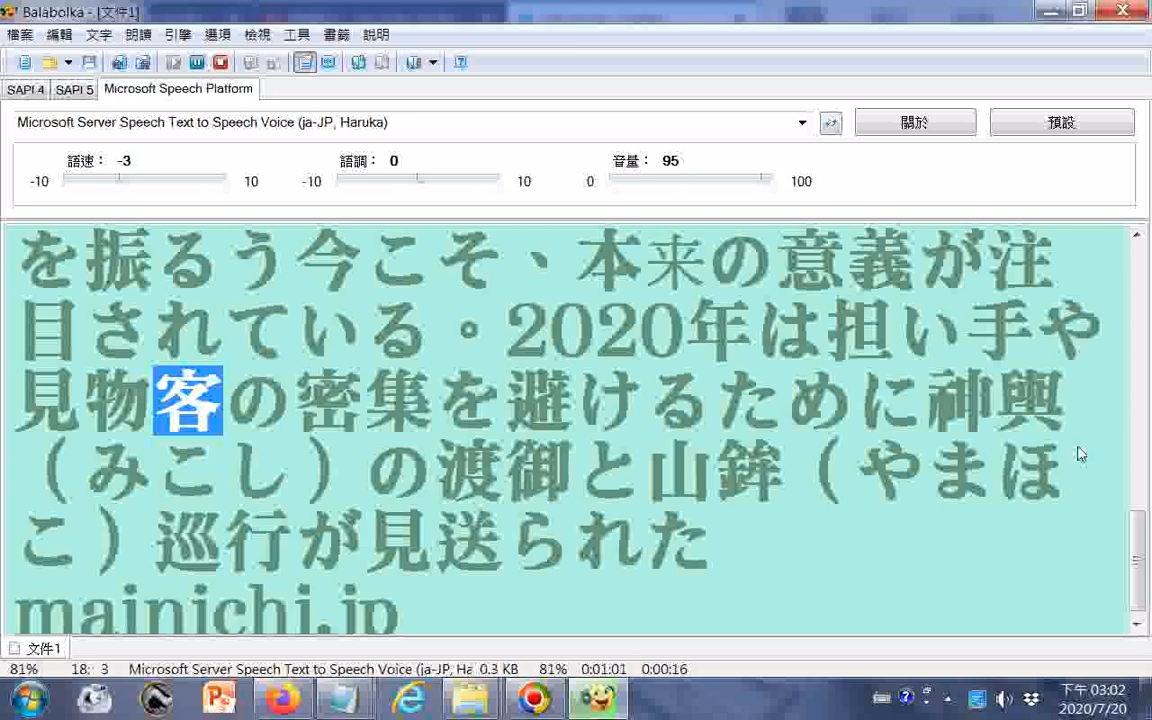 Balabolka - [文件1]
檔案 編輯 文字 朗讀 引擎 選項 檢視 工具 書籤 說明
SAPI 4 SAPI 5 Microsoft Speech Platform
Microsoft Server Speech Text to Speech Voice (ja-JP, Haruka) 關於 預設
語速： -3 語調： 0 音量： 95
-10 10 -10 10 0 100
を振るう今こそ、本来の意義が注
目されている。2020年は担い手や
見物客の密集を避けるために神輿
（みこし）の渡御と山鉾（やまほ
こ）巡行が見送られた
mainichi.jp
文件1
81% 18: 3 Microsoft Server Speech Text to Speech Voice (ja-JP, Ha 0.3 KB 81% 0:01:01 0:00:16
下午 03:02
2020/7/20